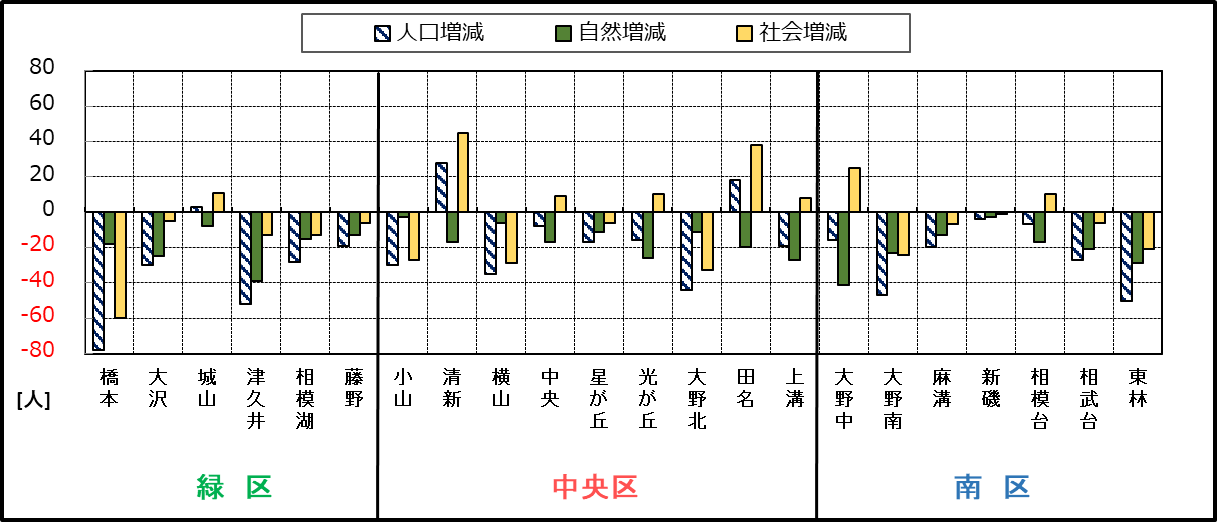 人口増減 自然増減 社会増減
80
60
40
20
0
-20
-40
-60
-80
[人]
橋本 大沢 城山 津久井 相模湖 藤野 小山 清新 横山 中央 星が丘 光が丘 大野北 田名 上溝 大野中 大野南 麻溝 新磯 相模台 相武台 東林
緑 区 中央区 南 区